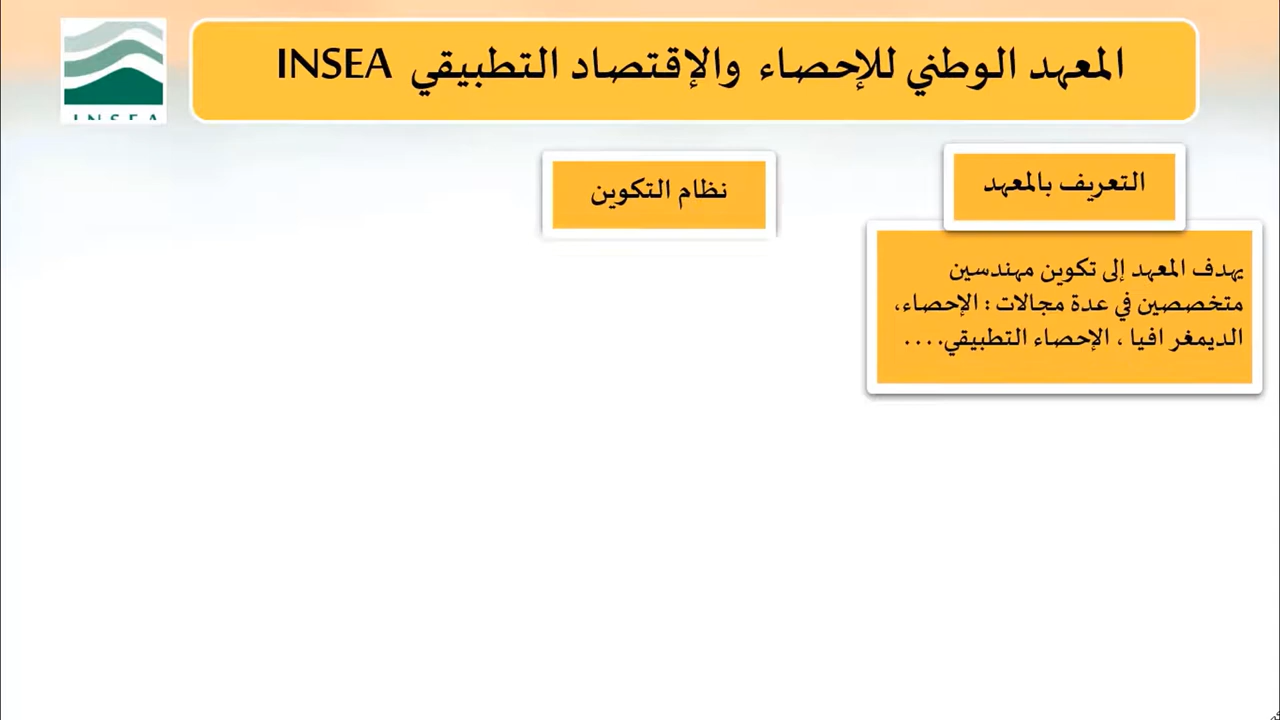 المعهد الوطني للإحصاء والإقتصاد التطبيقي INSEA
INSEA
التعريف بالمعهد
يهدف المعهد إلى تكوين مهندسين
متخصصين في عدة مجالات : الإحصاء،
الديمغر افيا ، الإحصاء التطبيقي....
نظام التكوين